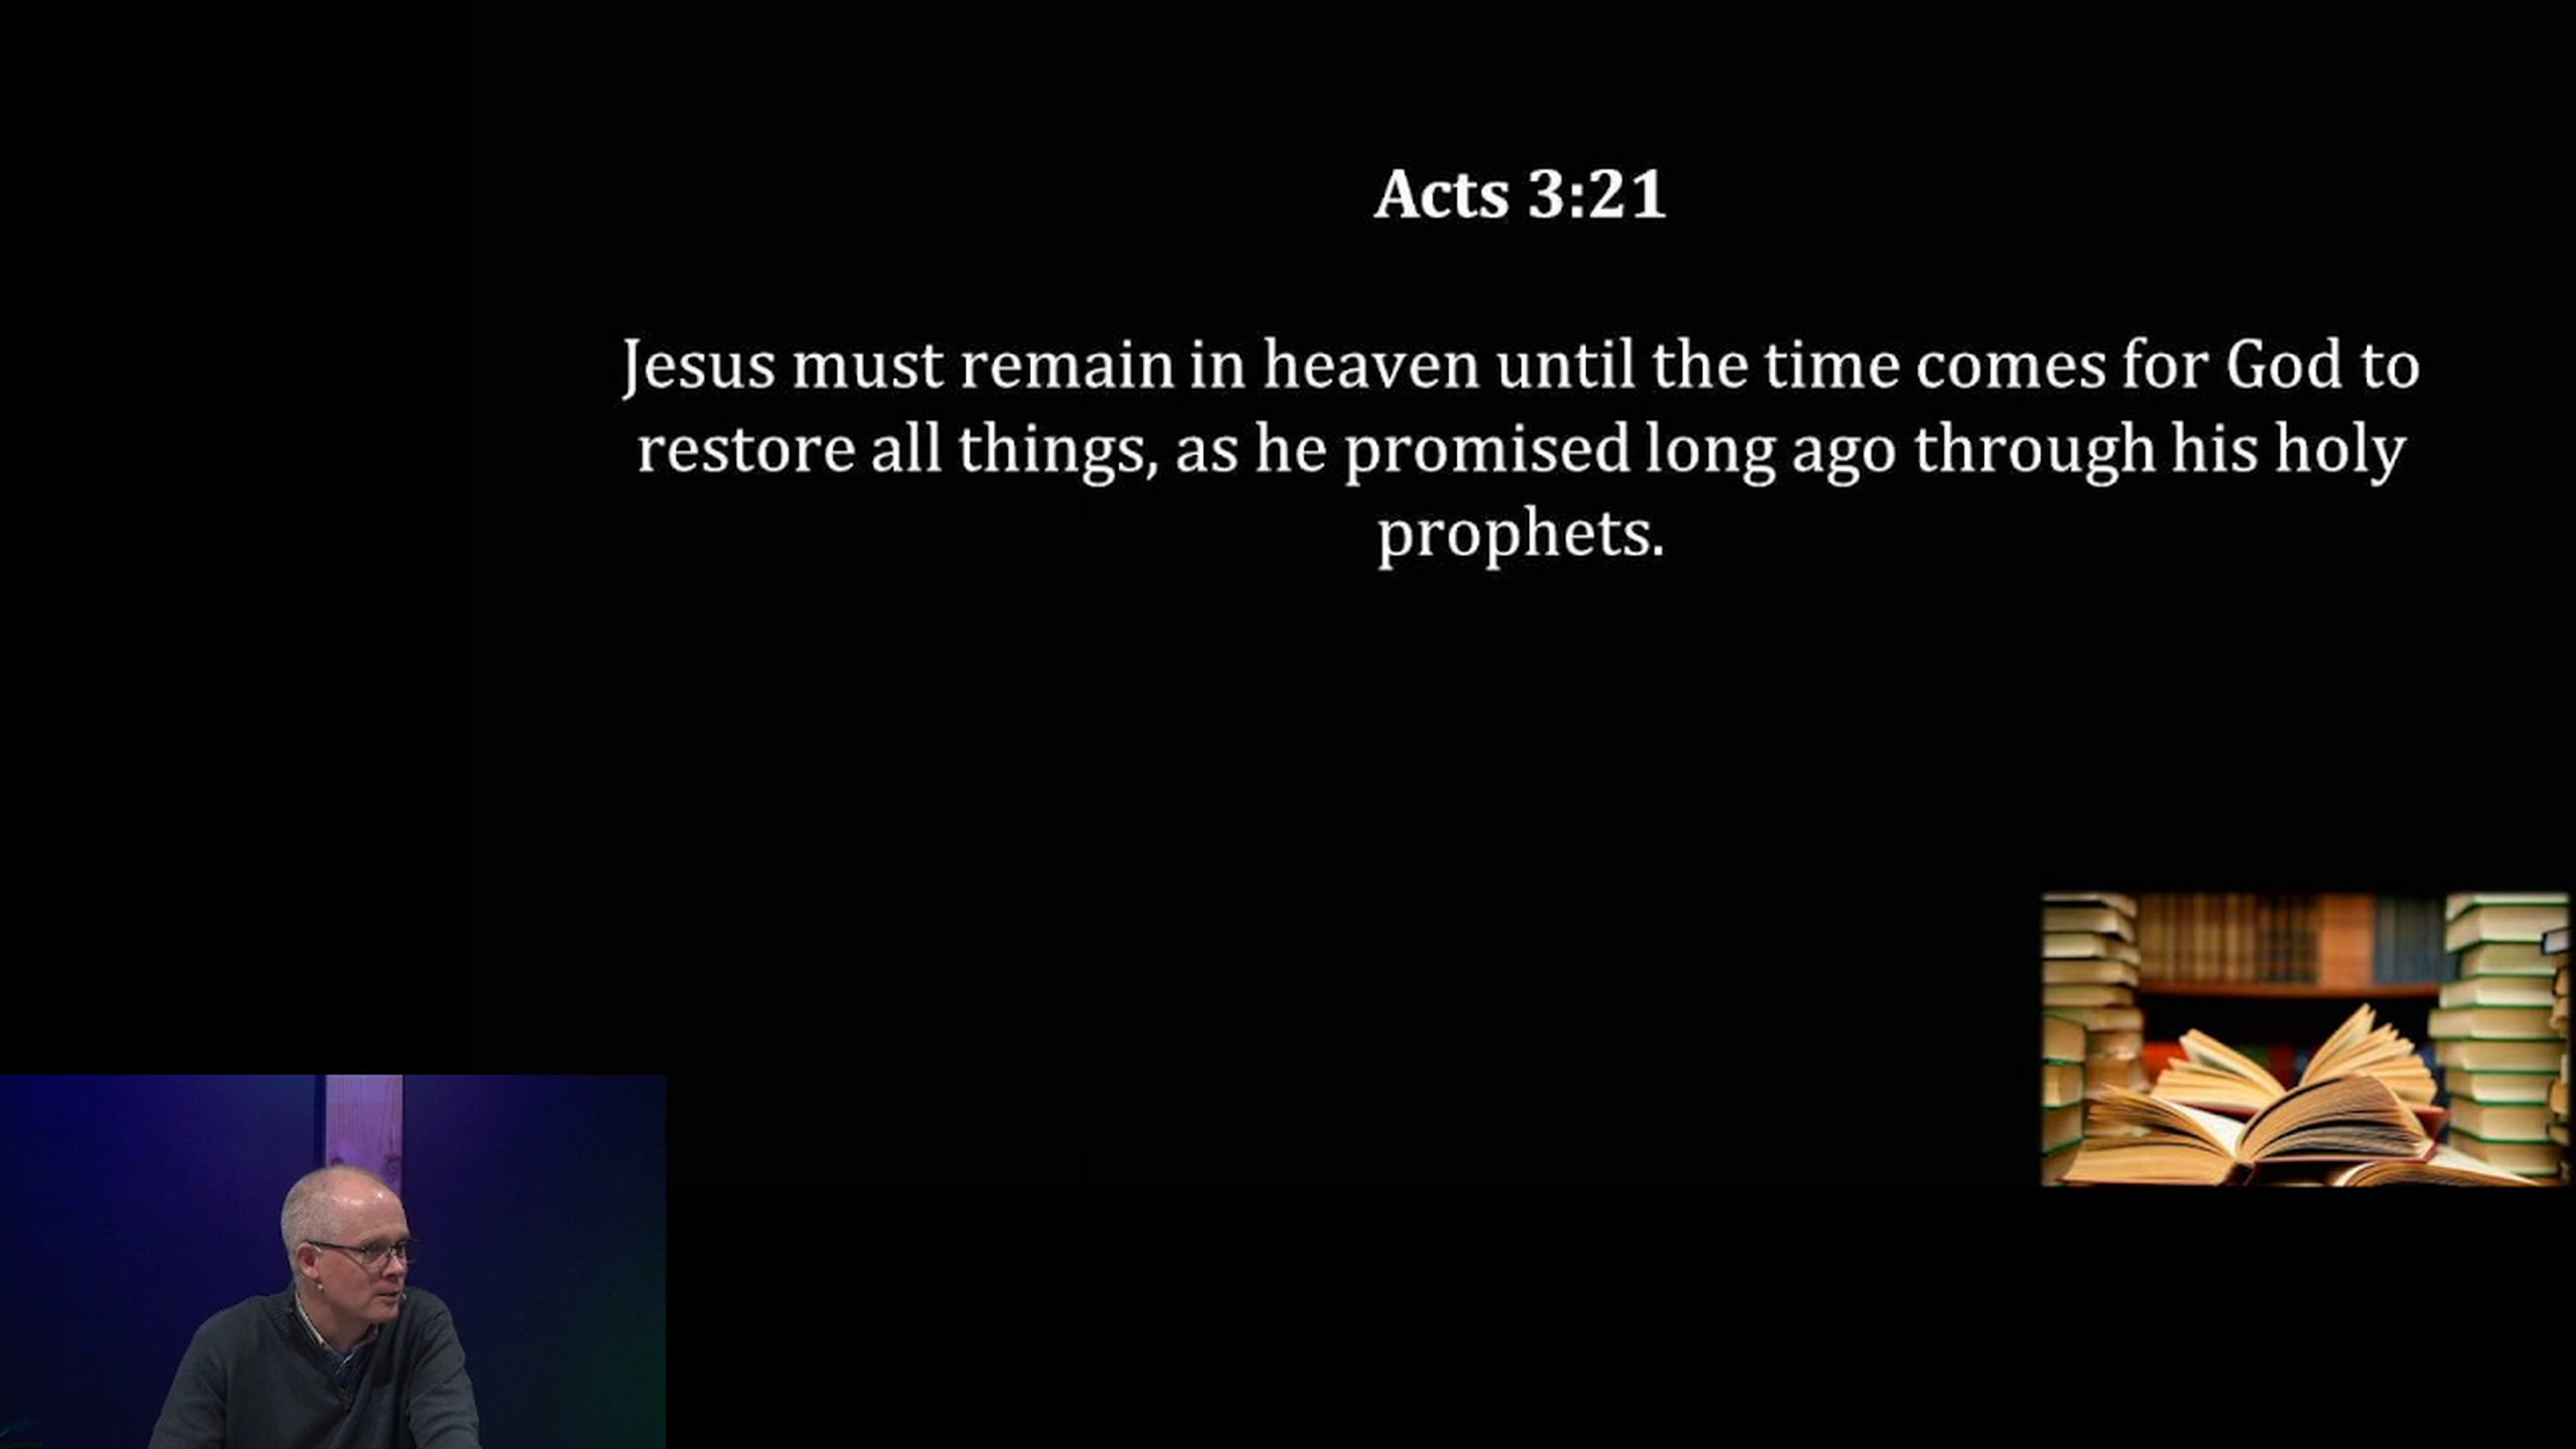 Acts 3:21
Jesus must remain in heaven until the time comes for God to
restore all things, as he promised long ago through his holy
prophets.